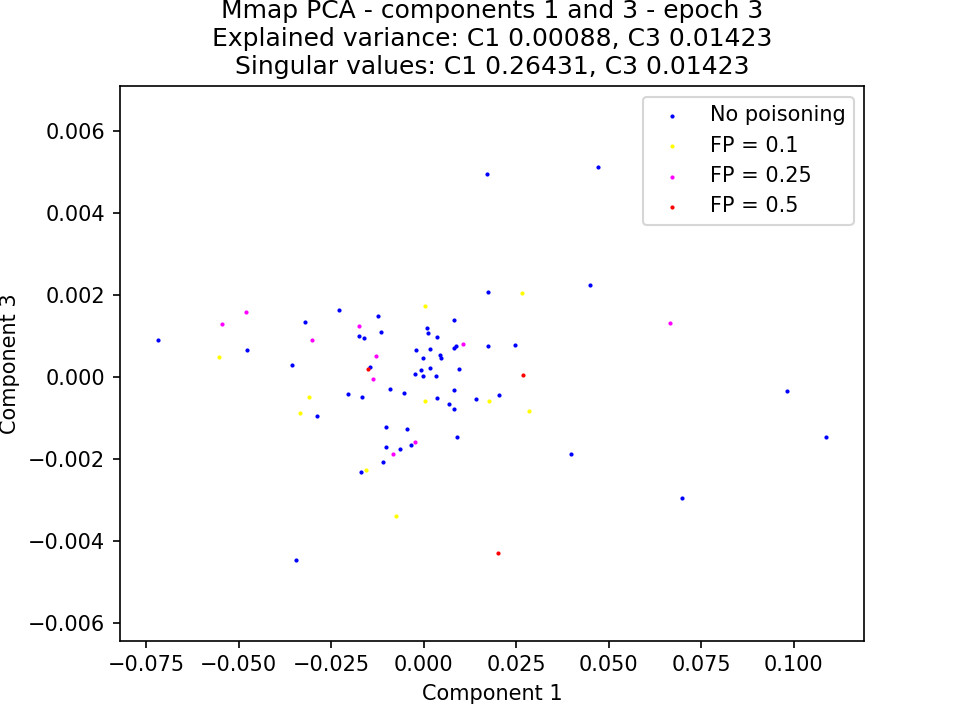 Mmap PCA - components 1 and 3 - epoch 3
Explained variance: C1 0.00088, C3 0.01423
Singular values: C1 0.26431, C3 0.01423
No poisoning
FP = 0.1
FP = 0.25
FP = 0.5
0.006
0.004
0.002
0.000
−0.002
−0.004
−0.006
Component 3
−0.075 −0.050 −0.025 0.000 0.025 0.050 0.075 0.100
Component 1